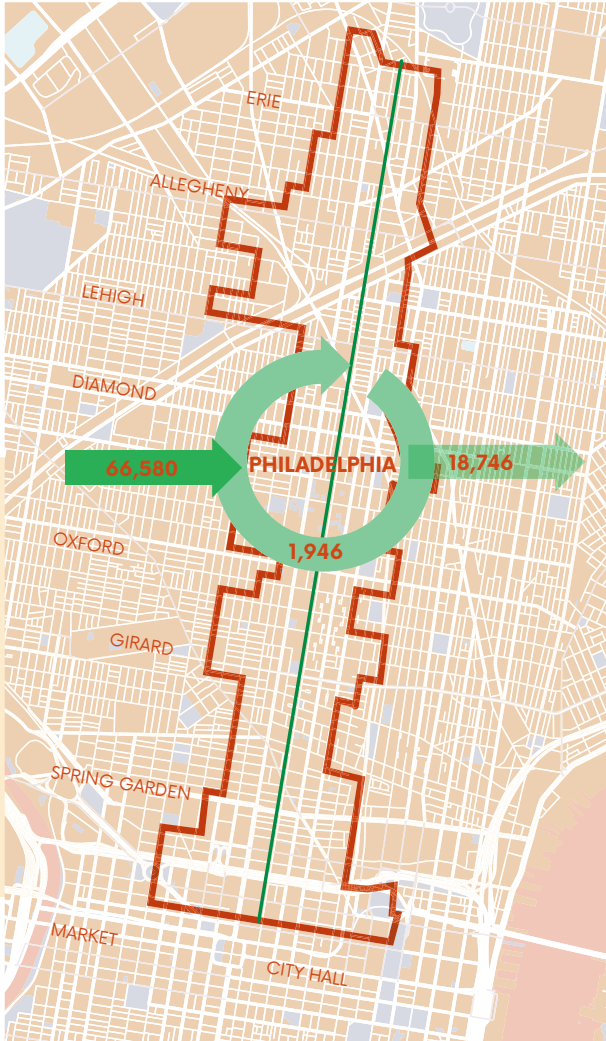 ERIE
ALLEGHENY
LEHIGH
DIAMOND
66,580
PHILADELPHIA
18,746
OXFORD
1,946
GIRARD
SPRING GARDEN
MARKET
CITY HALL